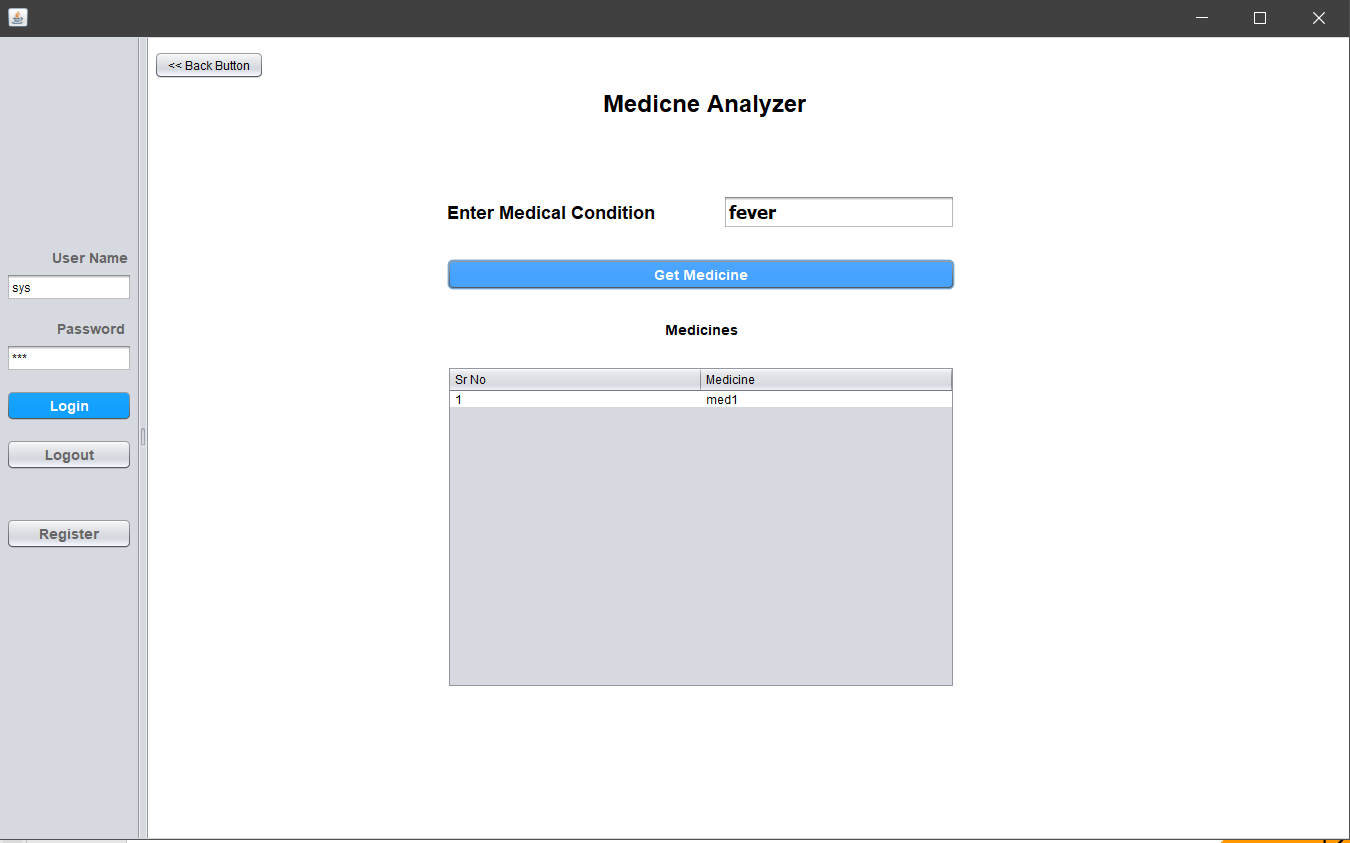 << Back Button
Medicne Analyzer
Enter Medical Condition
fever
Get Medicine
Medicines
Sr No Medicine
1 med1
User Name
sys
Password
***
Login
Logout
Register